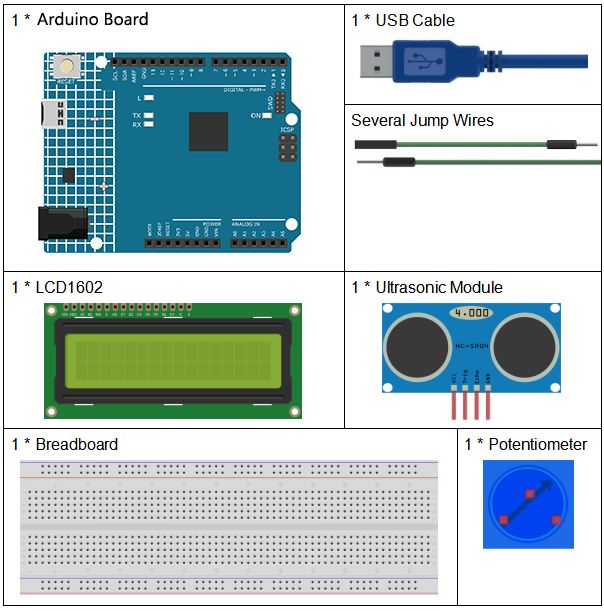 1 * Arduino Board
RESET
SCL
SDA
AREF
GND
13
12
~11
~10
~9
8
7
~6
~5
4
~3
2
TX0▶1
RX0◀0
DIGITAL (PWM~)
SWD
L
TX
RX
ON
ICSP
POWER
ANALOG IN
BOOT
IOREF
RESET
3V3
5V
GND
GND
VIN
A0
A1
A2
A3
A4
A5
1 * USB Cable
Several Jump Wires
1 * LCD1602
1 * Ultrasonic Module
4.000
HC-SR04
VCC
Trig
Echo
GND
1 * Breadboard
1 * Potentiometer